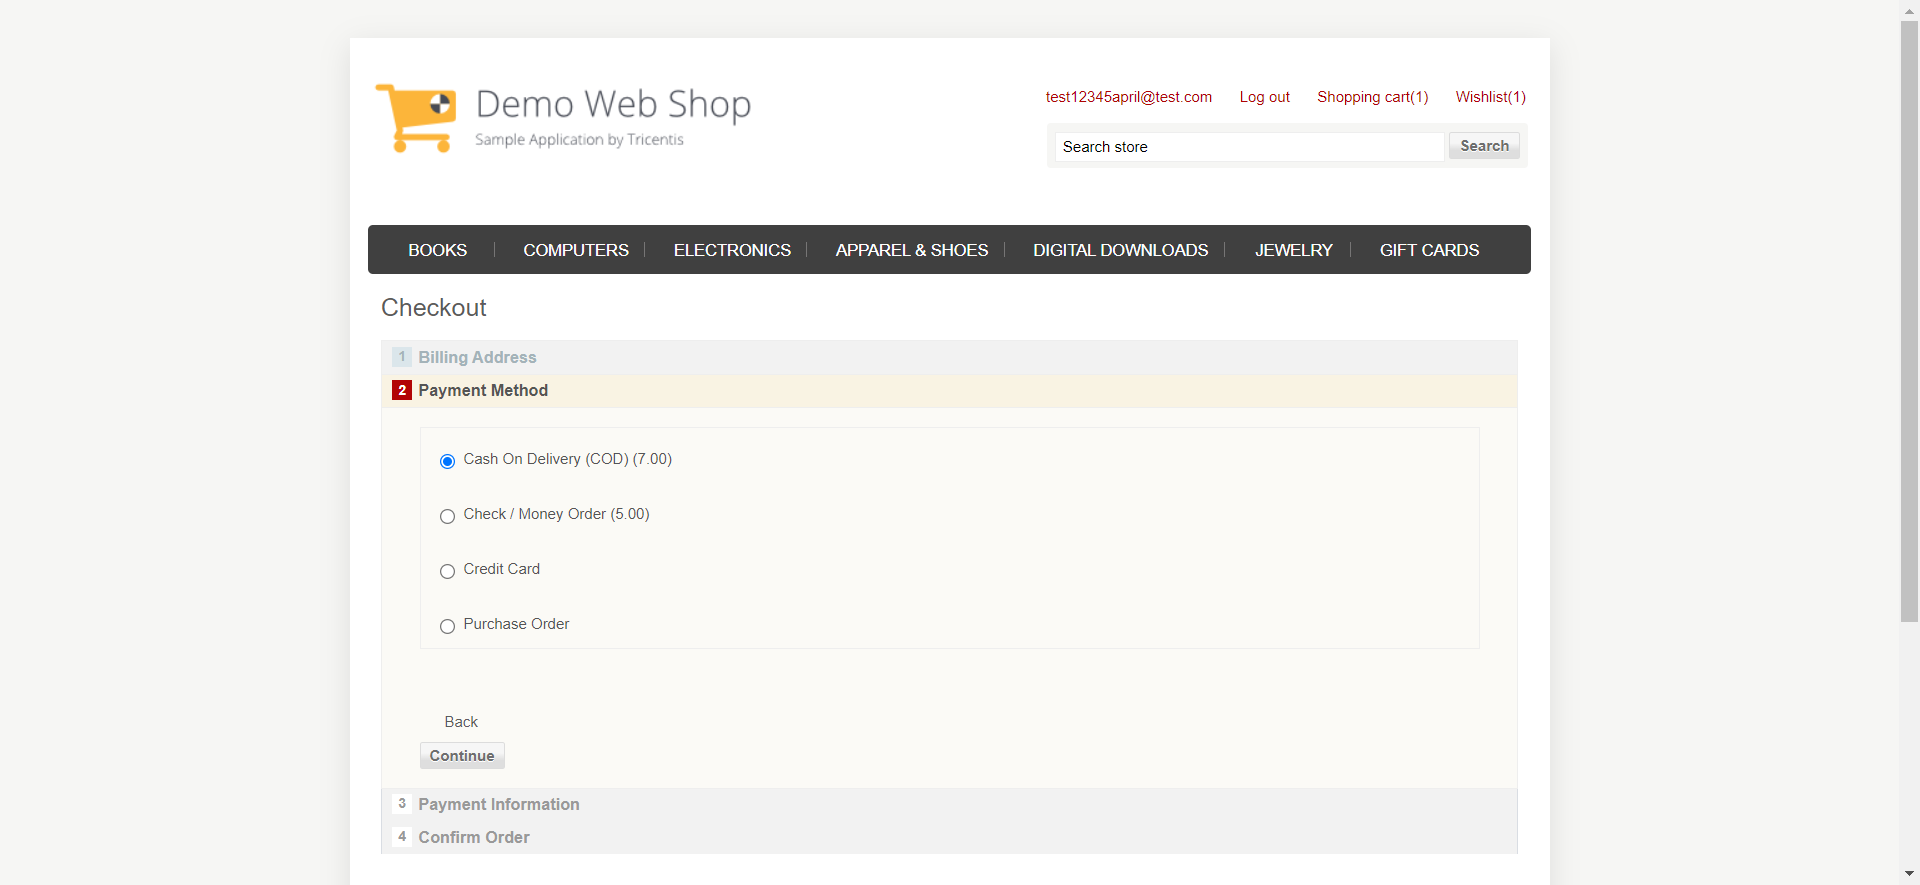 Demo Web Shop
Sample Application by Tricentis
test12345april@test.com Log out Shopping cart(1) Wishlist(1)
Search store Search
BOOKS COMPUTERS ELECTRONICS APPAREL & SHOES DIGITAL DOWNLOADS JEWELRY GIFT CARDS
Checkout
1 Billing Address
2 Payment Method
Cash On Delivery (COD) (7.00)
Check / Money Order (5.00)
Credit Card
Purchase Order
Back
Continue
3 Payment Information
4 Confirm Order